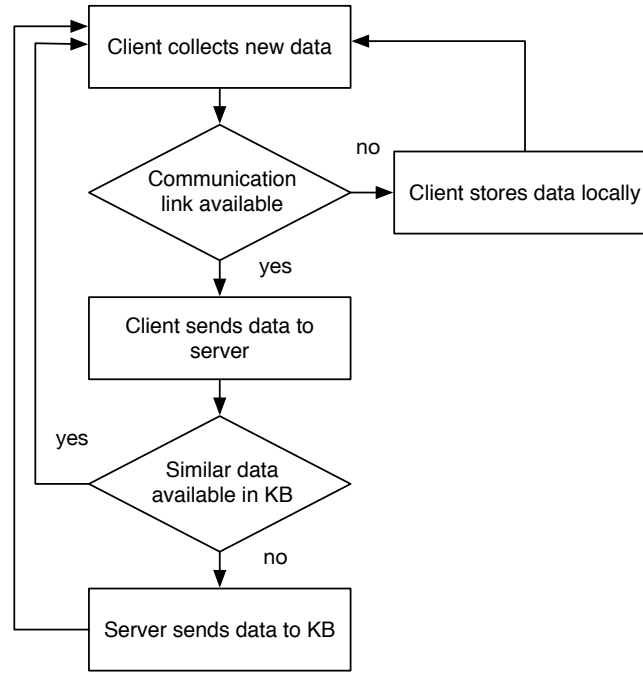 Client collects new data
Communication
link available
no
Client stores data locally
yes
Client sends data to
server
yes
Similar data
available in KB
no
Server sends data to KB